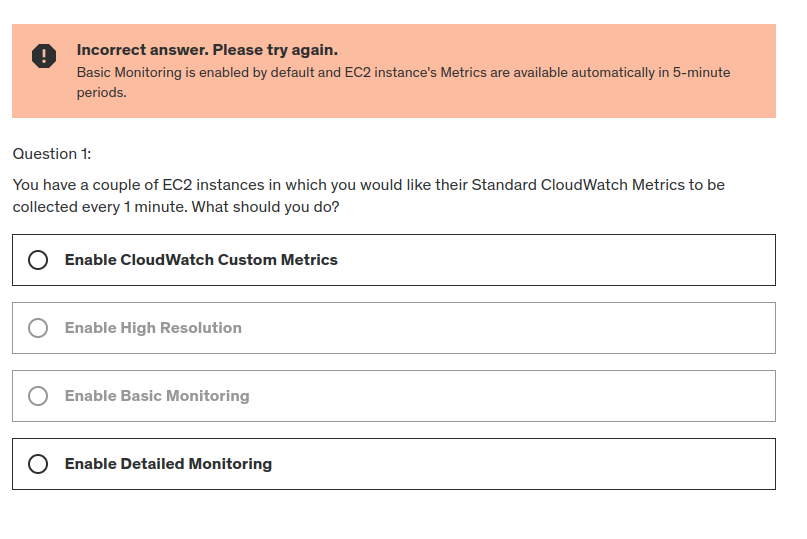 Incorrect answer. Please try again.
Basic Monitoring is enabled by default and EC2 instance's Metrics are available automatically in 5-minute
periods.
Question 1:
You have a couple of EC2 instances in which you would like their Standard CloudWatch Metrics to be
collected every 1 minute. What should you do?
Enable CloudWatch Custom Metrics
Enable High Resolution
Enable Basic Monitoring
Enable Detailed Monitoring